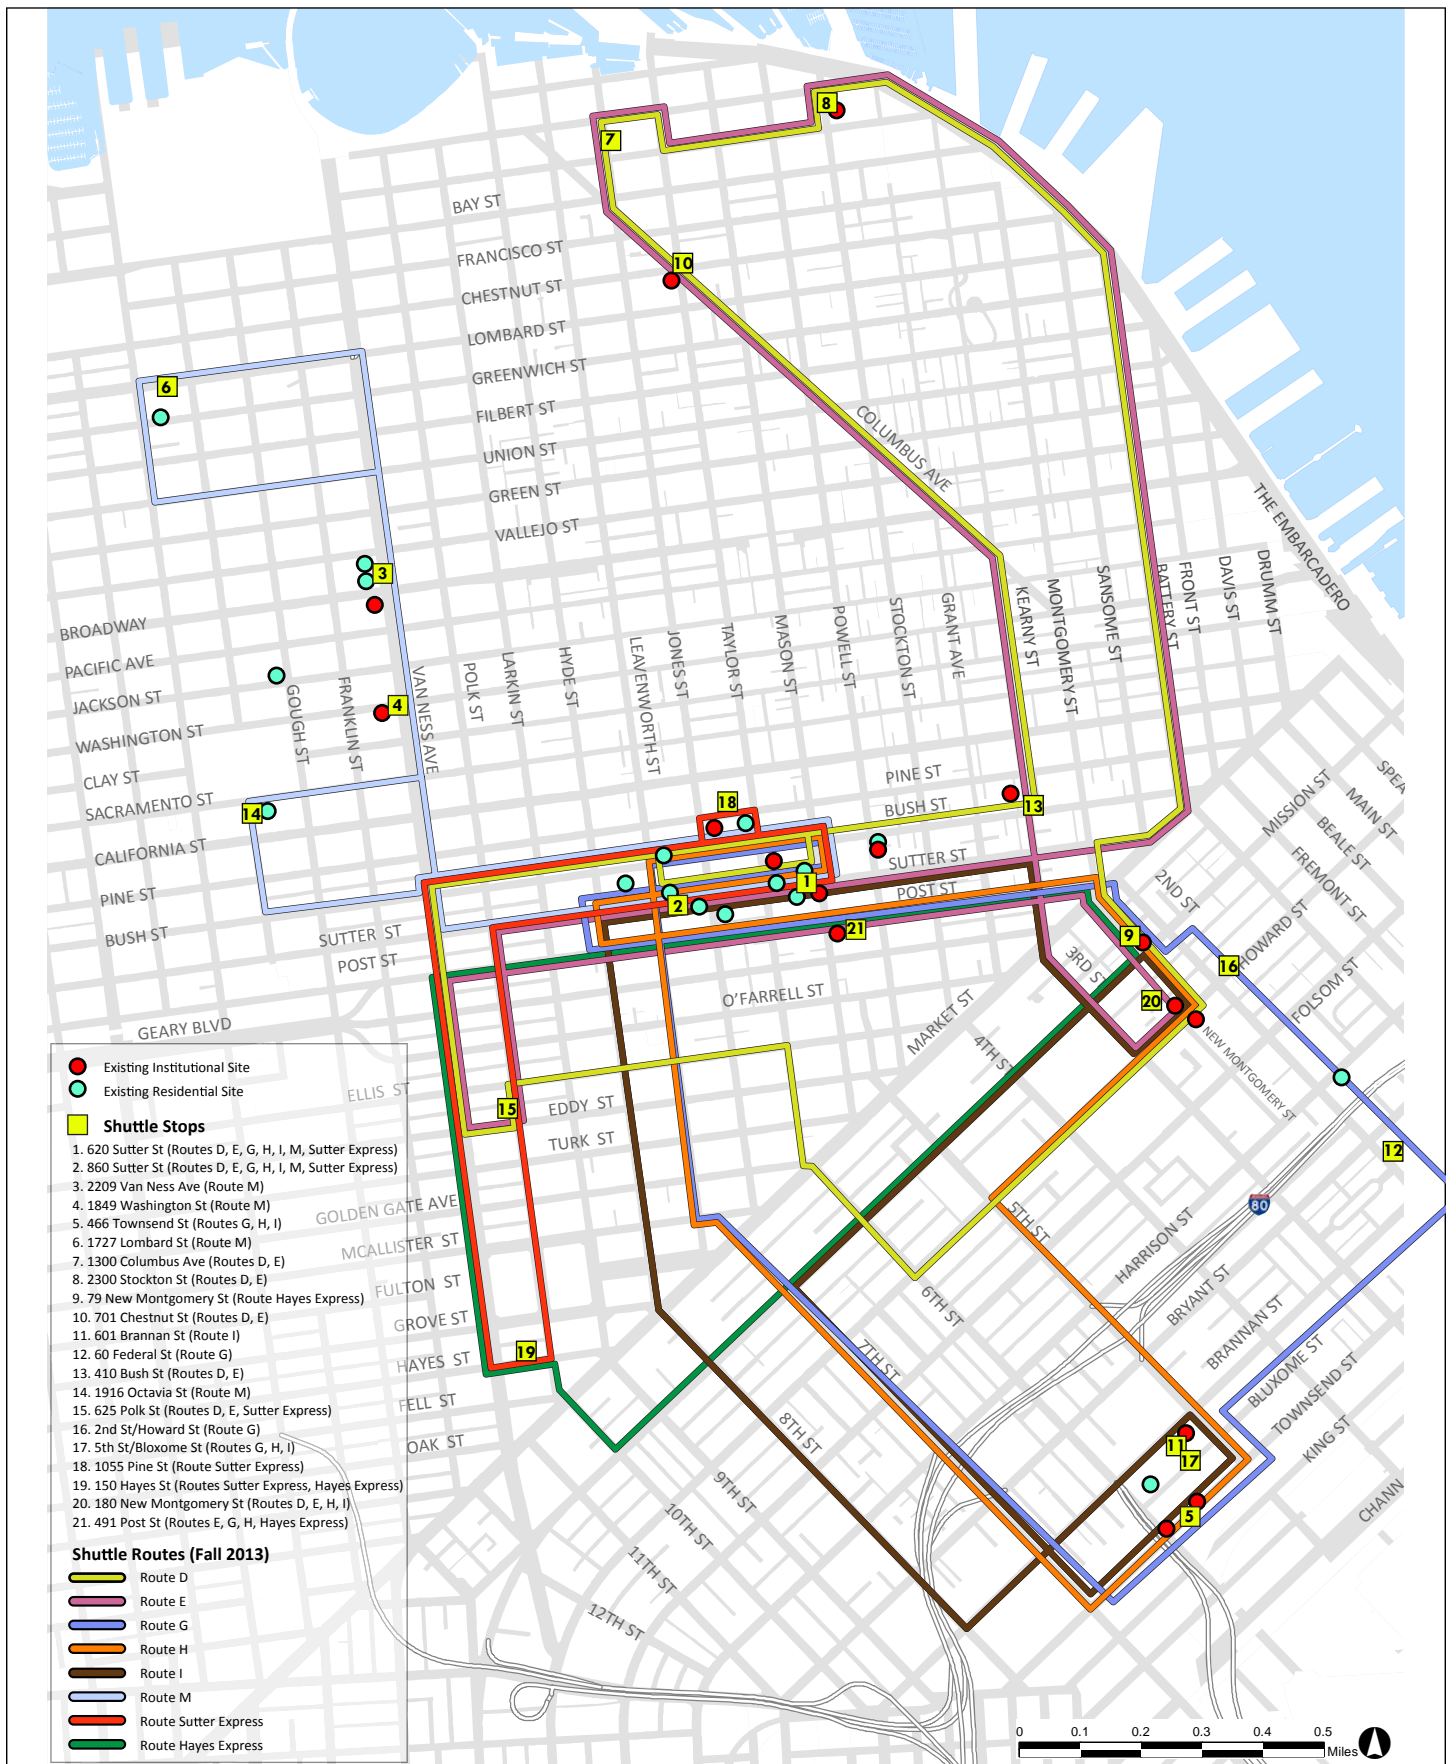 8
7
BAY ST
FRANCISCO ST
10
CHESTNUT ST
LOMBARD ST
6
GREENWICH ST
FILBERT ST
COLUMBUS AVE
UNION ST
GREEN ST
VALLEJO ST
THE EMBARCADERO
3
BROADWAY
PACIFIC AVE
JACKSON ST
WASHINGTON ST
CLAY ST
SACRAMENTO ST
CALIFORNIA ST
PINE ST
BUSH ST
GOUGH ST
FRANKLIN ST
4
VAN NESS AVE
POLK ST
LARKIN ST
HYDE ST
LEAVENWORTH ST
JONES ST
TAYLOR ST
MASON ST
POWELL ST
STOCKTON ST
GRANT AVE
KEARNY ST
MONTGOMERY ST
SANSOME ST
BATTERY ST
FRONT ST
DAVIS ST
DRUMM ST
PINE ST
BUSH ST
18
13
14
SUTTER ST
POST ST
1
2
21
SUTTER ST
POST ST
GEARY BLVD
O'FARRELL ST
MARKET ST
MISSION ST
SPEA
MAIN ST
BEALE ST
FREMONT ST
2ND ST
HOWARD ST
FOLSOM ST
9
16
3RD ST
20
4TH ST
NEW MONTGOMERY ST
12
80
5TH ST
6TH ST
7TH ST
8TH ST
9TH ST
10TH ST
11TH ST
12TH ST
HARRISON ST
BRYANT ST
BRANNAN ST
BLUXOME ST
TOWNSEND ST
KING ST
CHANN
11
17
5
ELLIS ST
EDDY ST
15
TURK ST
GOLDEN GATE AVE
MCALLISTER ST
FULTON ST
GROVE ST
19
HAYES ST
FELL ST
OAK ST
Existing Institutional Site
Existing Residential Site
Shuttle Stops
1. 620 Sutter St (Routes D, E, G, H, I, M, Sutter Express)
2. 860 Sutter St (Routes D, E, G, H, I, M, Sutter Express)
3. 2209 Van Ness Ave (Route M)
4. 1849 Washington St (Route M)
5. 466 Townsend St (Routes G, H, I)
6. 1727 Lombard St (Route M)
7. 1300 Columbus Ave (Routes D, E)
8. 2300 Stockton St (Routes D, E)
9. 79 New Montgomery St (Route Hayes Express)
10. 701 Chestnut St (Routes D, E)
11. 601 Brannan St (Route I)
12. 60 Federal St (Route G)
13. 410 Bush St (Routes D, E)
14. 1916 Octavia St (Route M)
15. 625 Polk St (Routes D, E, Sutter Express)
16. 2nd St/Howard St (Route G)
17. 5th St/Bloxome St (Routes G, H, I)
18. 1055 Pine St (Route Sutter Express)
19. 150 Hayes St (Routes Sutter Express, Hayes Express)
20. 180 New Montgomery St (Routes D, E, H, I)
21. 491 Post St (Routes E, G, H, Hayes Express)
Shuttle Routes (Fall 2013)
Route D
Route E
Route G
Route H
Route I
Route M
Route Sutter Express
Route Hayes Express
0 0.1 0.2 0.3 0.4 0.5
Miles